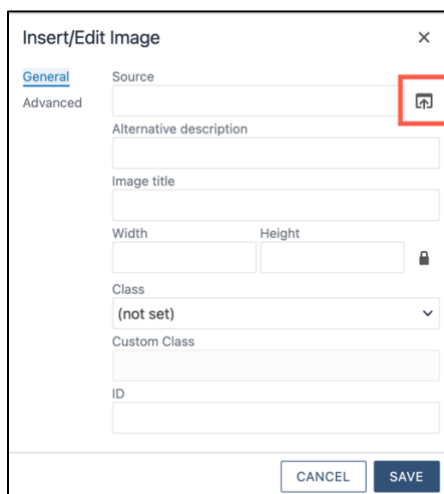 Insert/Edit Image
General
Advanced
Source
Alternative description
Image title
Width Height
Class
(not set)
Custom Class
ID
CANCEL SAVE